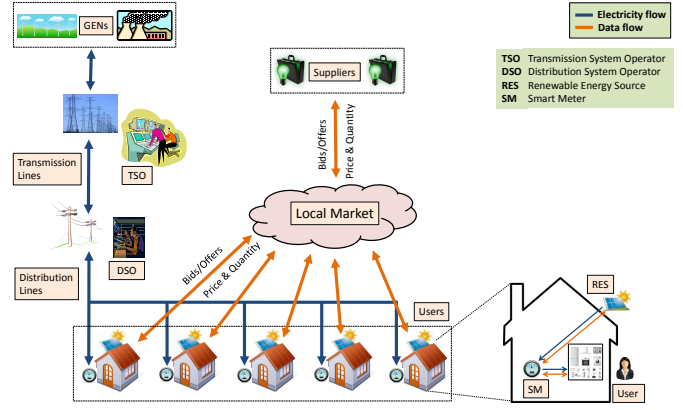 GENs
Electricity flow
Data flow
Suppliers
TSO Transmission System Operator
DSO Distribution System Operator
RES Renewable Energy Source
SM Smart Meter
Bids/Offers
Price & Quantity
Transmission
Lines
TSO
Local Market
DSO
Distribution
Lines
Bids/Offers
Price & Quantity
Users
RES
SM
User